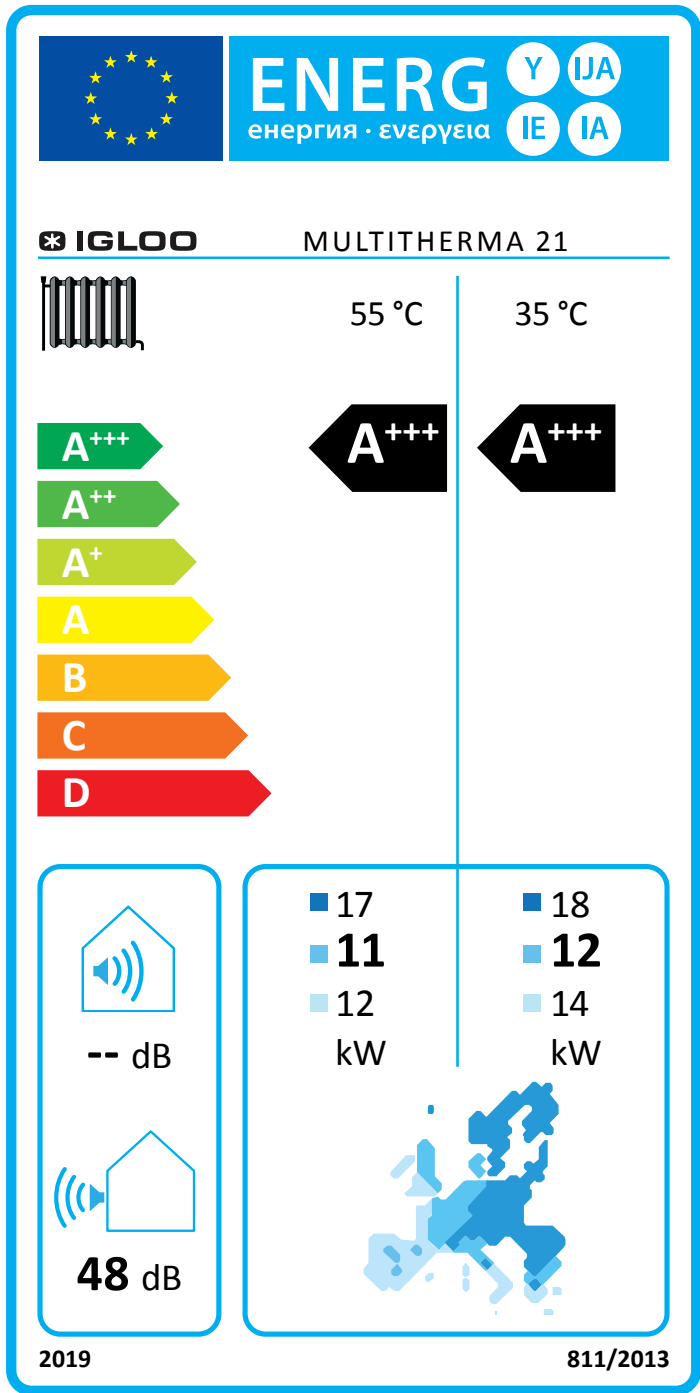 ENERG Y IJA
енергия · ενεργεια IE IA
IGLOO MULTITHERMA 21
55 °C 35 °C
A+++ A+++ A+++
A++
A+
A
B
C
D
17 18
11 12
12 14
kW kW
-- dB
48 dB
2019 811/2013